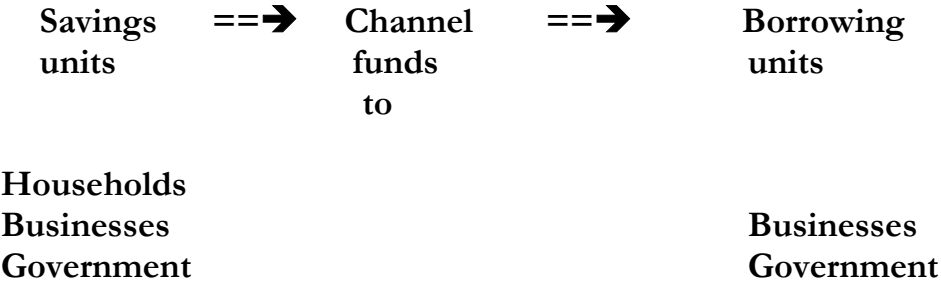 Savings ==➔ Channel ==➔ Borrowing
units funds units
to
Households
Businesses Businesses
Government Government